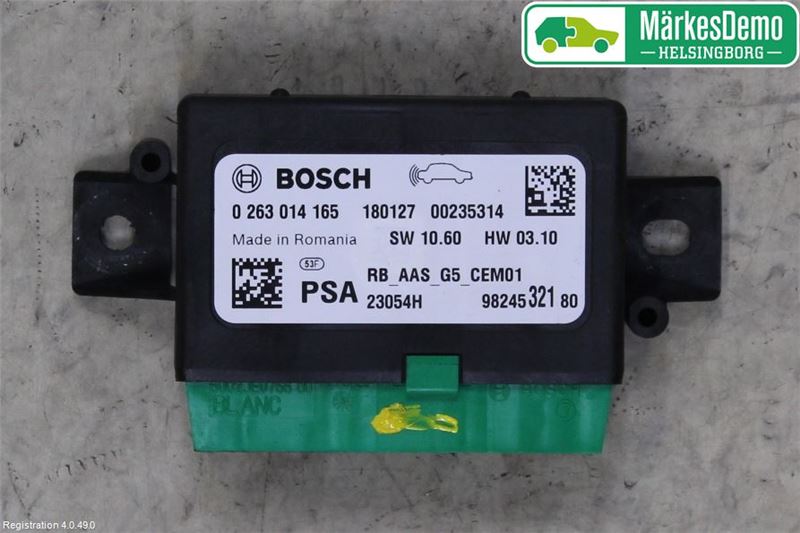 MärkesDemo
HELSINGBORG
BOSCH
0 263 014 165 180127 00235314
Made in Romania SW 10.60 HW 03.10
53F
RB_AAS_G5_CEM01
PSA 23054H 98245 321 80
BLANC
Registration 4.0.49.0